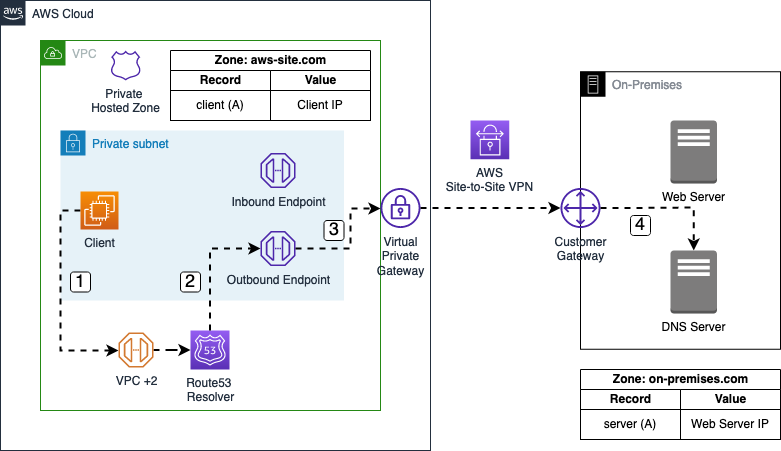 aws
AWS Cloud
VPC
Private
Hosted Zone
Zone: aws-site.com
Record Value
client (A) Client IP
Private subnet
Inbound Endpoint
Client
1
2
Outbound Endpoint
3
VPC +2
53
Route53
Resolver
Virtual
Private
Gateway
AWS
Site-to-Site VPN
Customer
Gateway
On-Premises
Web Server
4
DNS Server
Zone: on-premises.com
Record Value
server (A) Web Server IP